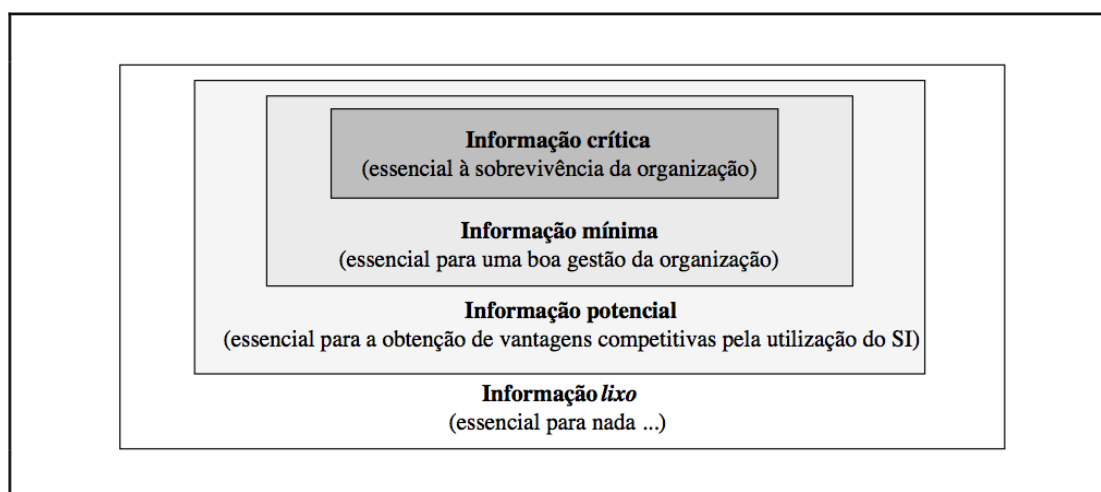 Informação crítica
(essencial à sobrevivência da organização)
Informação mínima
(essencial para uma boa gestão da organização)
Informação potencial
(essencial para a obtenção de vantagens competitivas pela utilização do SI)
Informação lixo
(essencial para nada ...)